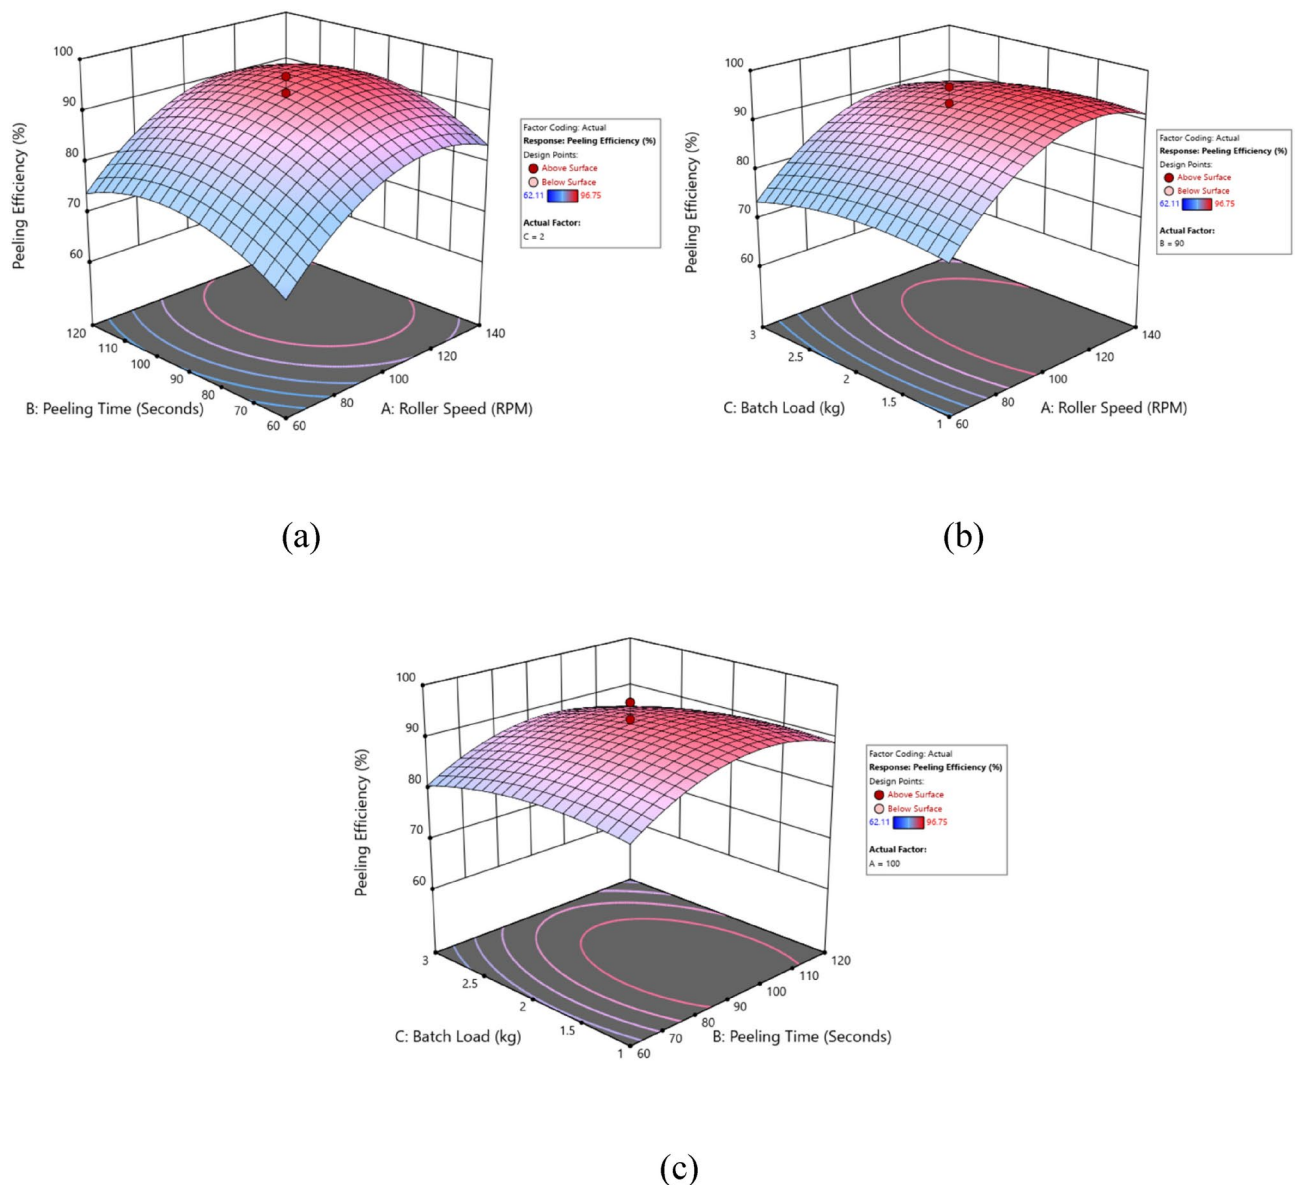 100
90
80
70
60
Peeling Efficiency (%)
120
110
100
90
80
70
60
60
80
100
120
140
B: Peeling Time (Seconds)
A: Roller Speed (RPM)
Factor Coding: Actual
Response: Peeling Efficiency (%)
Design Points:
Above Surface
Below Surface
62.11 96.75
Actual Factor:
C = 2
(a)
100
90
80
70
60
Peeling Efficiency (%)
3
2.5
2
1.5
1
60
80
100
120
140
C: Batch Load (kg)
A: Roller Speed (RPM)
Factor Coding: Actual
Response: Peeling Efficiency (%)
Design Points:
Above Surface
Below Surface
62.11 96.75
Actual Factor:
B = 90
(b)
100
90
80
70
60
Peeling Efficiency (%)
3
2.5
2
1.5
1
60
70
80
90
100
110
120
C: Batch Load (kg)
B: Peeling Time (Seconds)
Factor Coding: Actual
Response: Peeling Efficiency (%)
Design Points:
Above Surface
Below Surface
62.11 96.75
Actual Factor:
A = 100
(c)